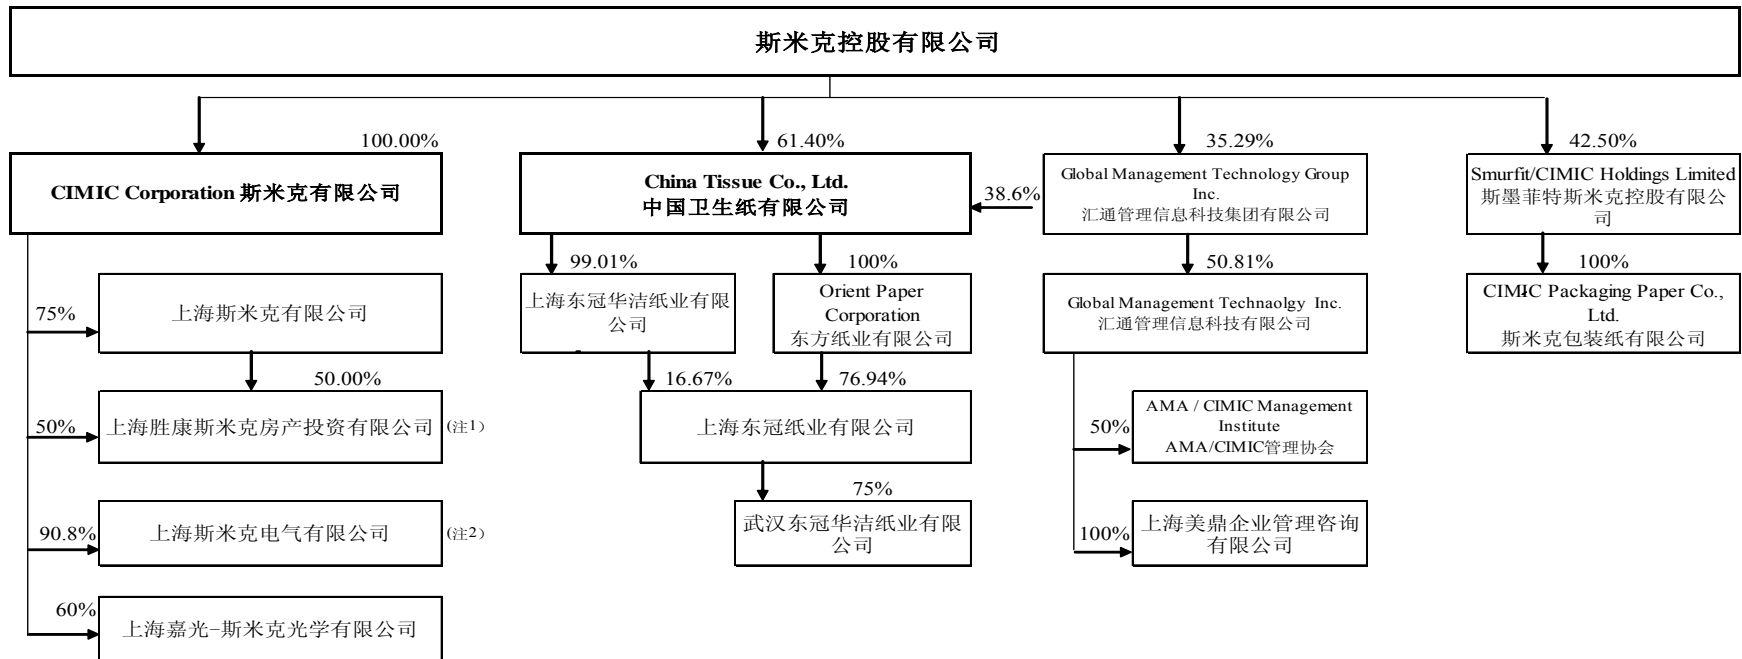 斯米克控股有限公司
100.00%
61.40%
35.29%
42.50%
CIMIC Corporation 斯米克有限公司
China Tissue Co., Ltd.
中国卫生纸有限公司
38.6%
Global Management Technology Group
Inc.
汇通管理信息科技集团有限公司
Smurfit/CIMIC Holdings Limited
斯墨菲特斯米克控股有限公
司
99.01%
100%
50.81%
100%
75%
上海斯米克有限公司
上海东冠华洁纸业有限
公司
Orient Paper
Corporation
东方纸业有限公司
Global Management Technaolgy Inc.
汇通管理信息科技有限公司
CIMIC Packaging Paper Co.,
Ltd.
斯米克包装纸有限公司
50.00%
16.67%
76.94%
50%
上海胜康斯米克房产投资有限公司
(注1)
上海东冠纸业有限公司
50%
AMA / CIMIC Management
Institute
AMA/CIMIC管理协会
75%
90.8%
上海斯米克电气有限公司
(注2)
武汉东冠华洁纸业有限
公司
100%
上海美鼎企业管理咨询
有限公司
60%
上海嘉光-斯米克光学有限公司